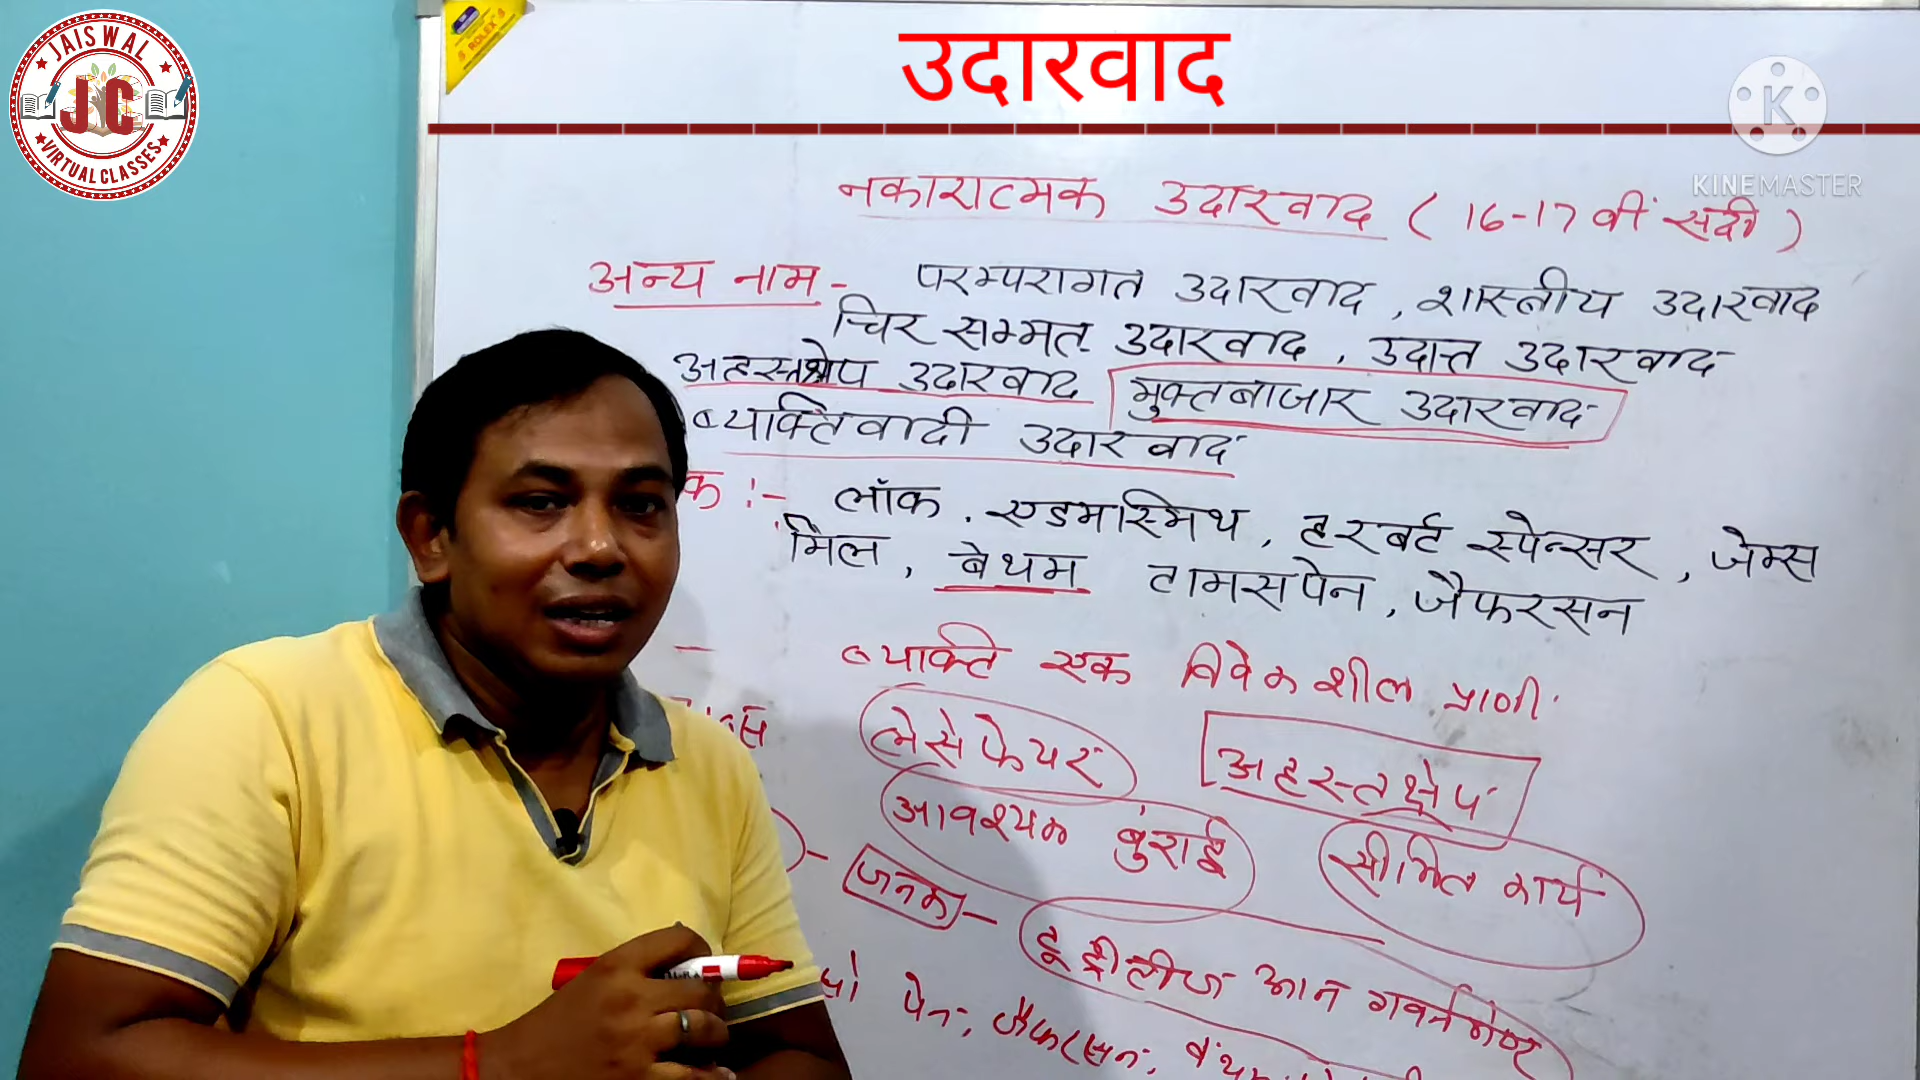 JAISWAL
JC
VIRTUAL CLASSES
ROLEX
उदारवाद
K
KINEMASTER
नकारात्मक उदारवाद ( 16-17 वीं सदी )
अन्य नाम - परम्परागत उदारवाद , शास्त्रीय उदारवाद
चिर सम्मत उदारवाद , उदात्त उदारवाद
अहस्तक्षेप उदारवाद मुक्तबाजार उदारवाद
व्यक्तिवादी उदारवाद
क :- लॉक , एडमस्मिथ , हरबर्ट स्पेन्सर , जेम्स
मिल , बेथम टामसपेन , जैफरसन
- व्यक्ति एक विवेकशील प्राणी
लेसे फेयर अहस्तक्षेप
आवश्यक बुराई सीमित कार्य
- जनक - टू ट्रीटीज आन गवर्नमेण्ट
पेन , जैफरसन ,